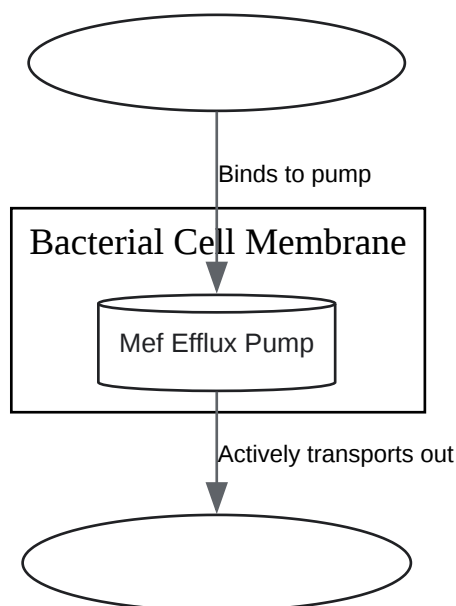 Binds to pump
Bacterial Cell Membrane
Mef Efflux Pump
Actively transports out